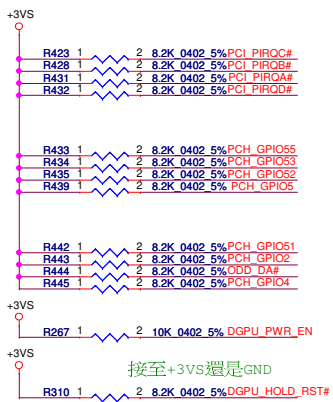 +3VS
R423 1 2 8.2K_0402_5% PCI_PIRQC#
R428 1 2 8.2K_0402_5% PCI_PIRQB#
R431 1 2 8.2K_0402_5% PCI_PIRQA#
R432 1 2 8.2K_0402_5% PCI_PIRQD#
R433 1 2 8.2K_0402_5% PCH_GPIO55
R434 1 2 8.2K_0402_5% PCH_GPIO53
R435 1 2 8.2K_0402_5% PCH_GPIO52
R439 1 2 8.2K_0402_5% PCH_GPIO5
R442 1 2 8.2K_0402_5% PCH_GPIO51
R443 1 2 8.2K_0402_5% PCH_GPIO2
R444 1 2 8.2K_0402_5% ODD_DA#
R445 1 2 8.2K_0402_5% PCH_GPIO4
+3VS
R267 1 2 10K_0402_5% DGPU_PWR_EN
+3VS
接至+3VS還是GND
R310 1 2 8.2K_0402_5% DGPU_HOLD_RST#